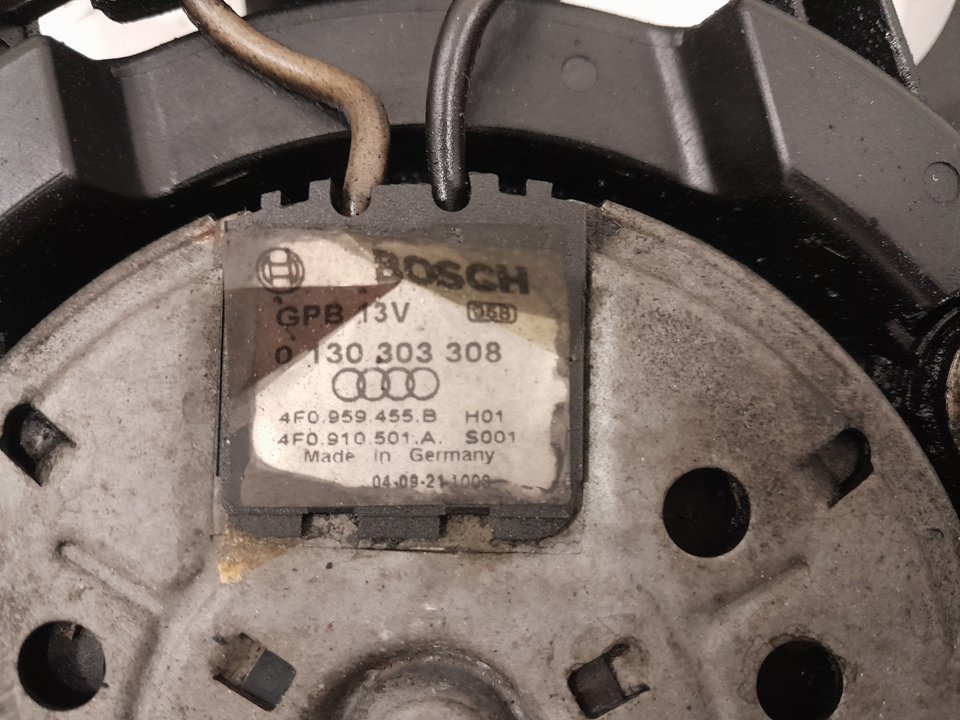 BOSCH
GPB 13V 958
0 130 303 308
4F0.959.455.B H01
4F0.910.501.A. S001
Made in Germany
04-09-21 1000